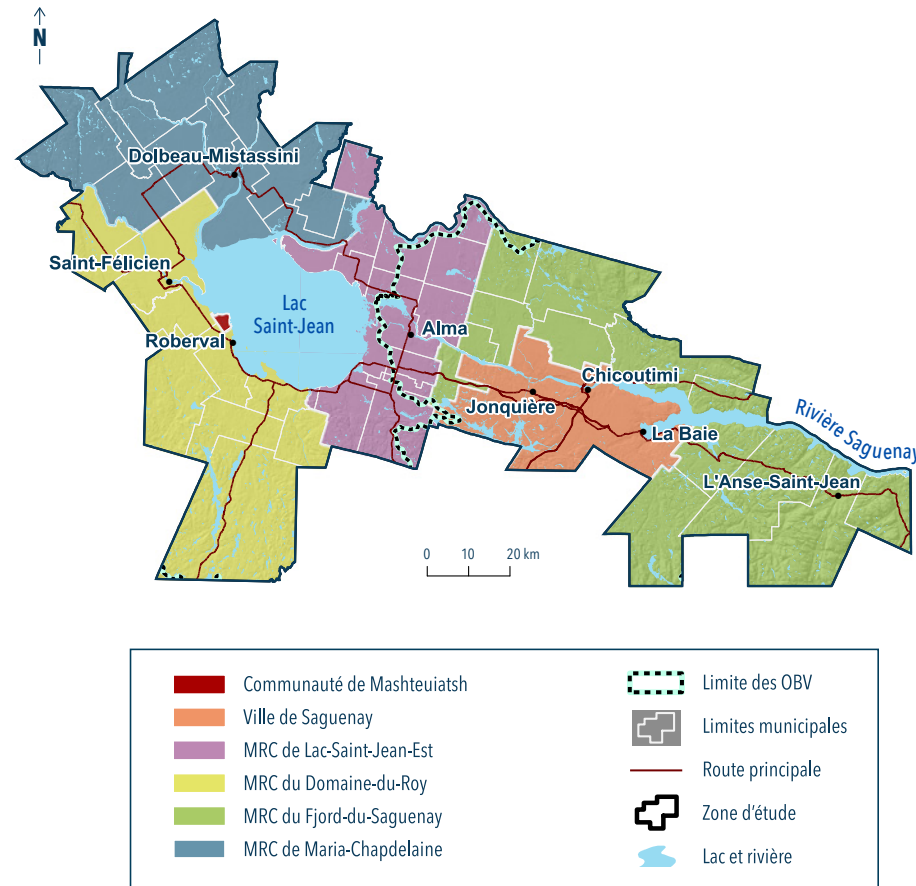 N
Dolbeau-Mistassini
Saint-Félicien
Lac
Saint-Jean
Roberval
Alma
Chicoutimi
Jonquière
La Baie
Rivière Saguenay
L'Anse-Saint-Jean
0 10 20 km
Communauté de Mashteuiatsh
Ville de Saguenay
MRC de Lac-Saint-Jean-Est
MRC du Domaine-du-Roy
MRC du Fjord-du-Saguenay
MRC de Maria-Chapdelaine
Limite des OBV
Limites municipales
Route principale
Zone d'étude
Lac et rivière